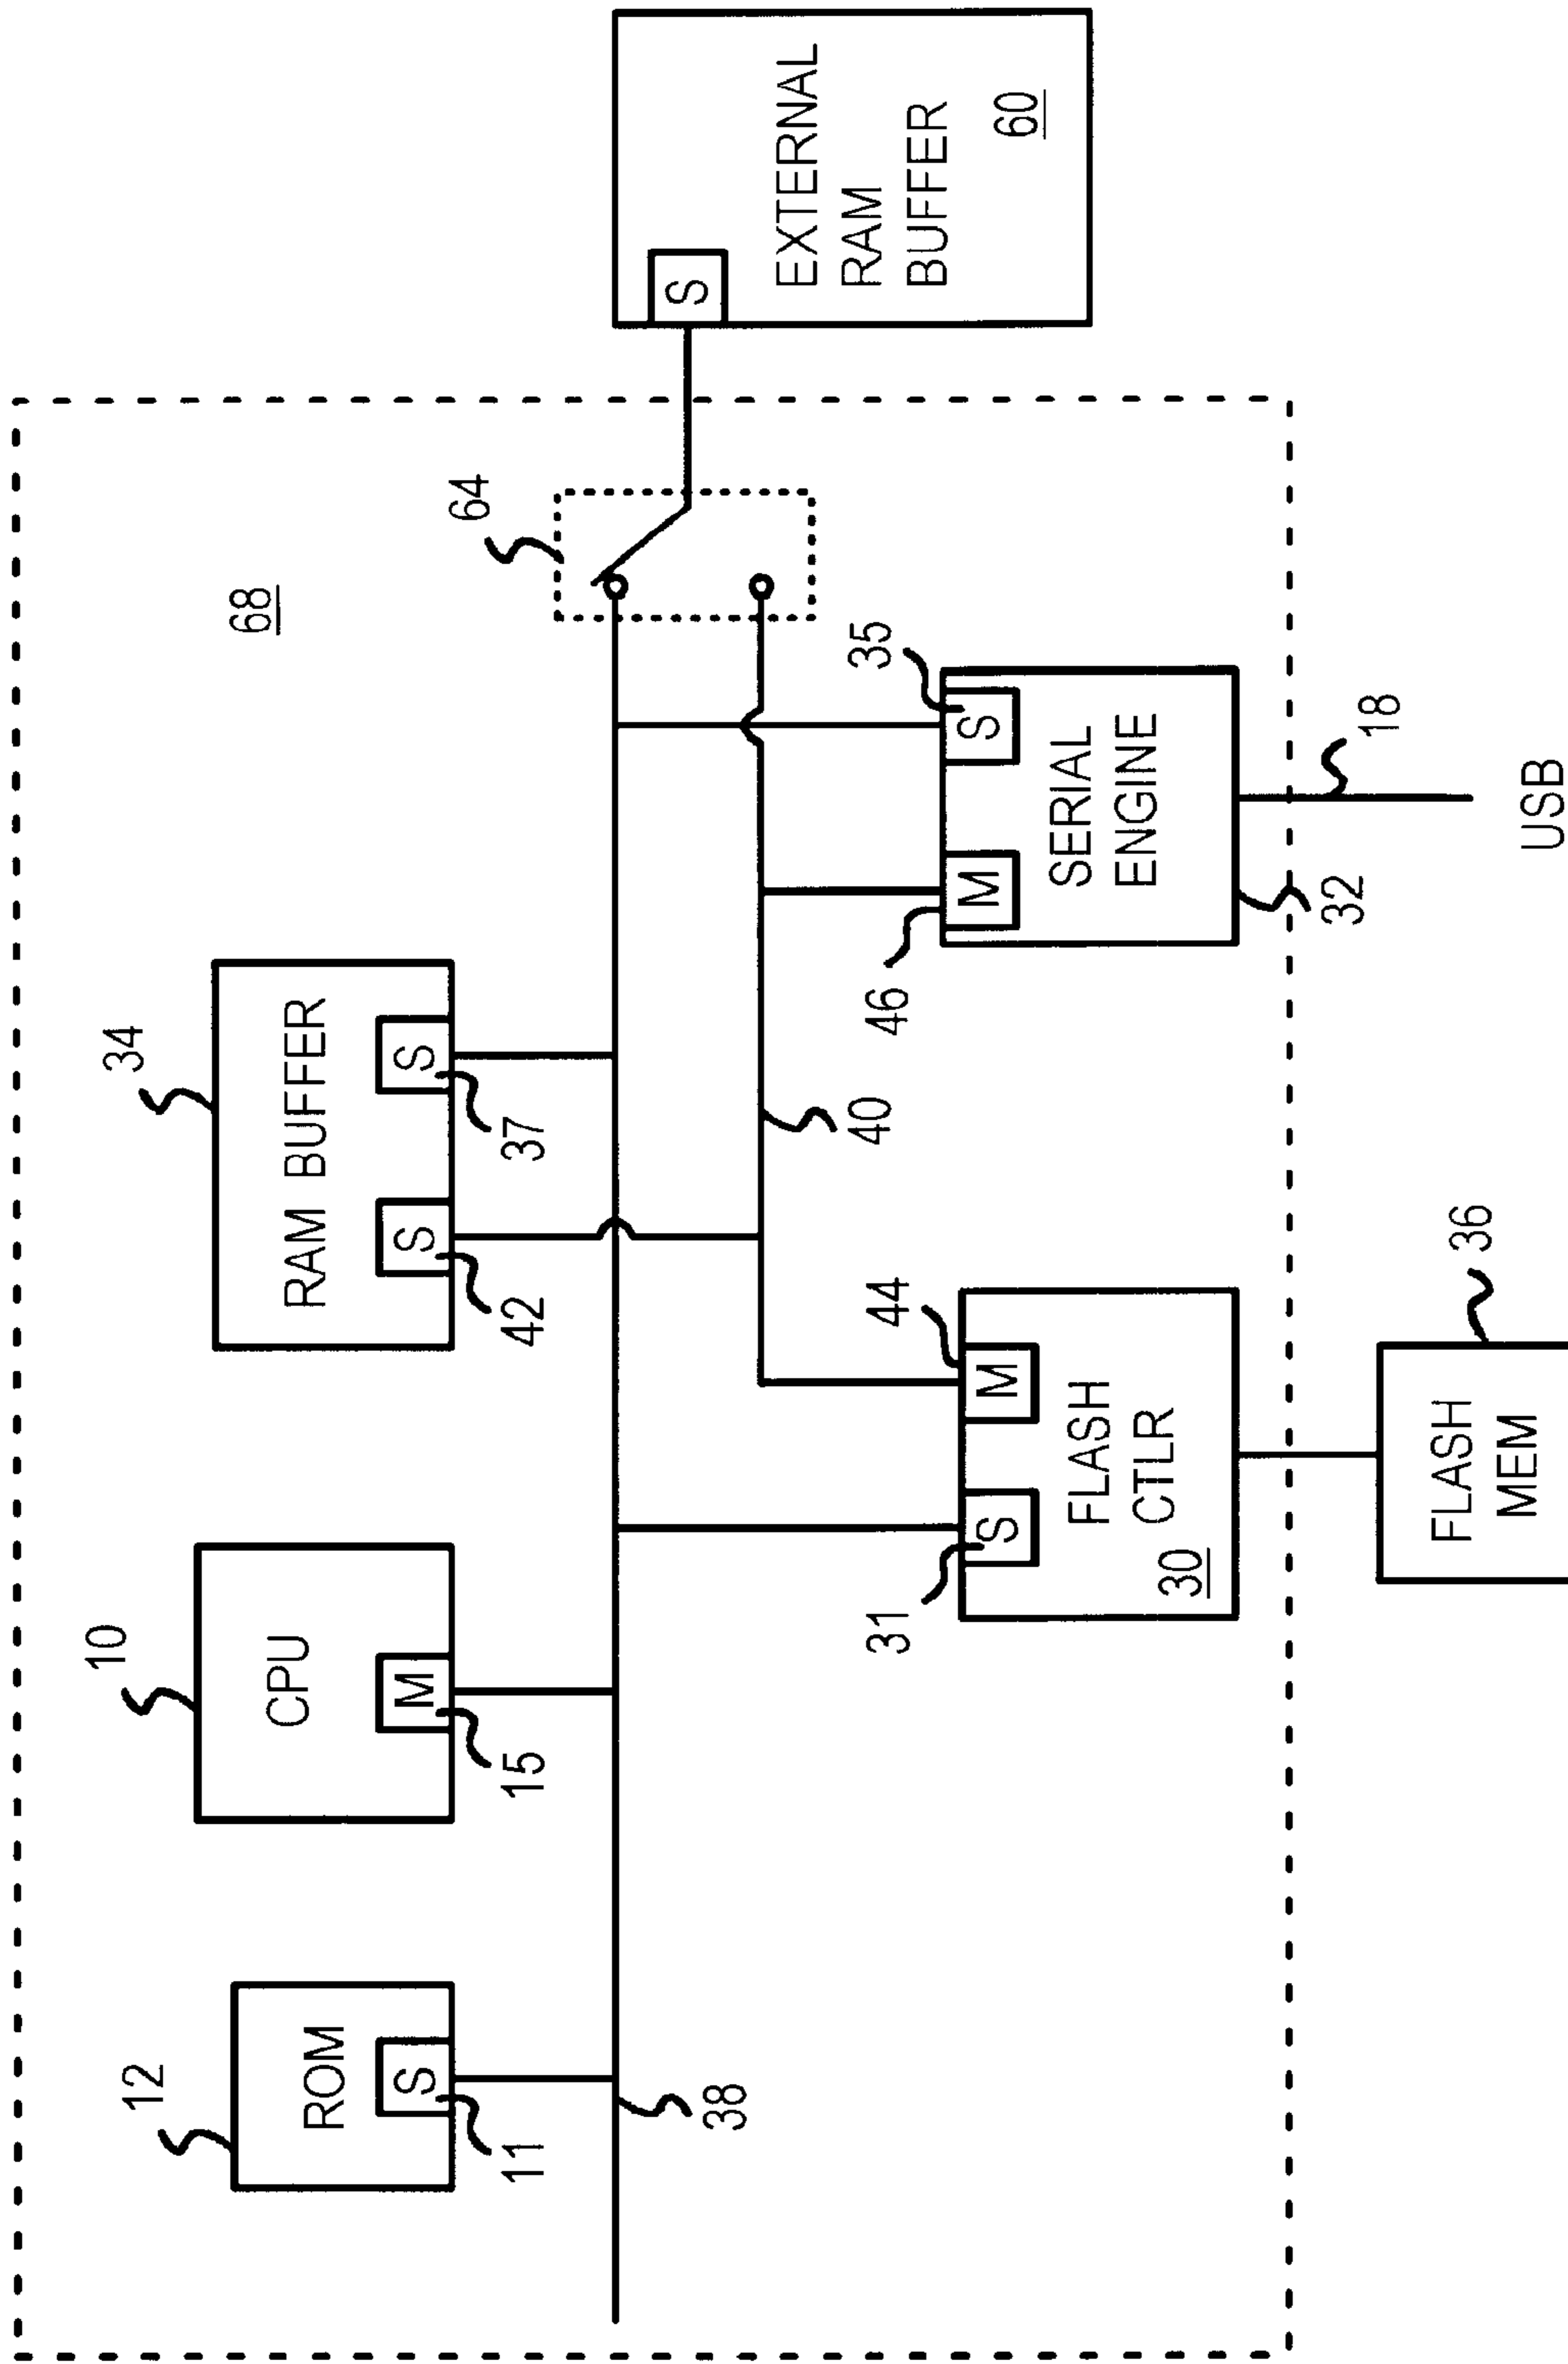 12
ROM
S
11
10
CPU
M
15
34
RAM BUFFER
S
S
42
37
68
64
38
40
S
EXTERNAL
RAM
BUFFER
60
31
S
M
44
FLASH
CTLR
30
46
M
S
35
SERIAL
ENGINE
32
18
USB
FLASH
MEM
36